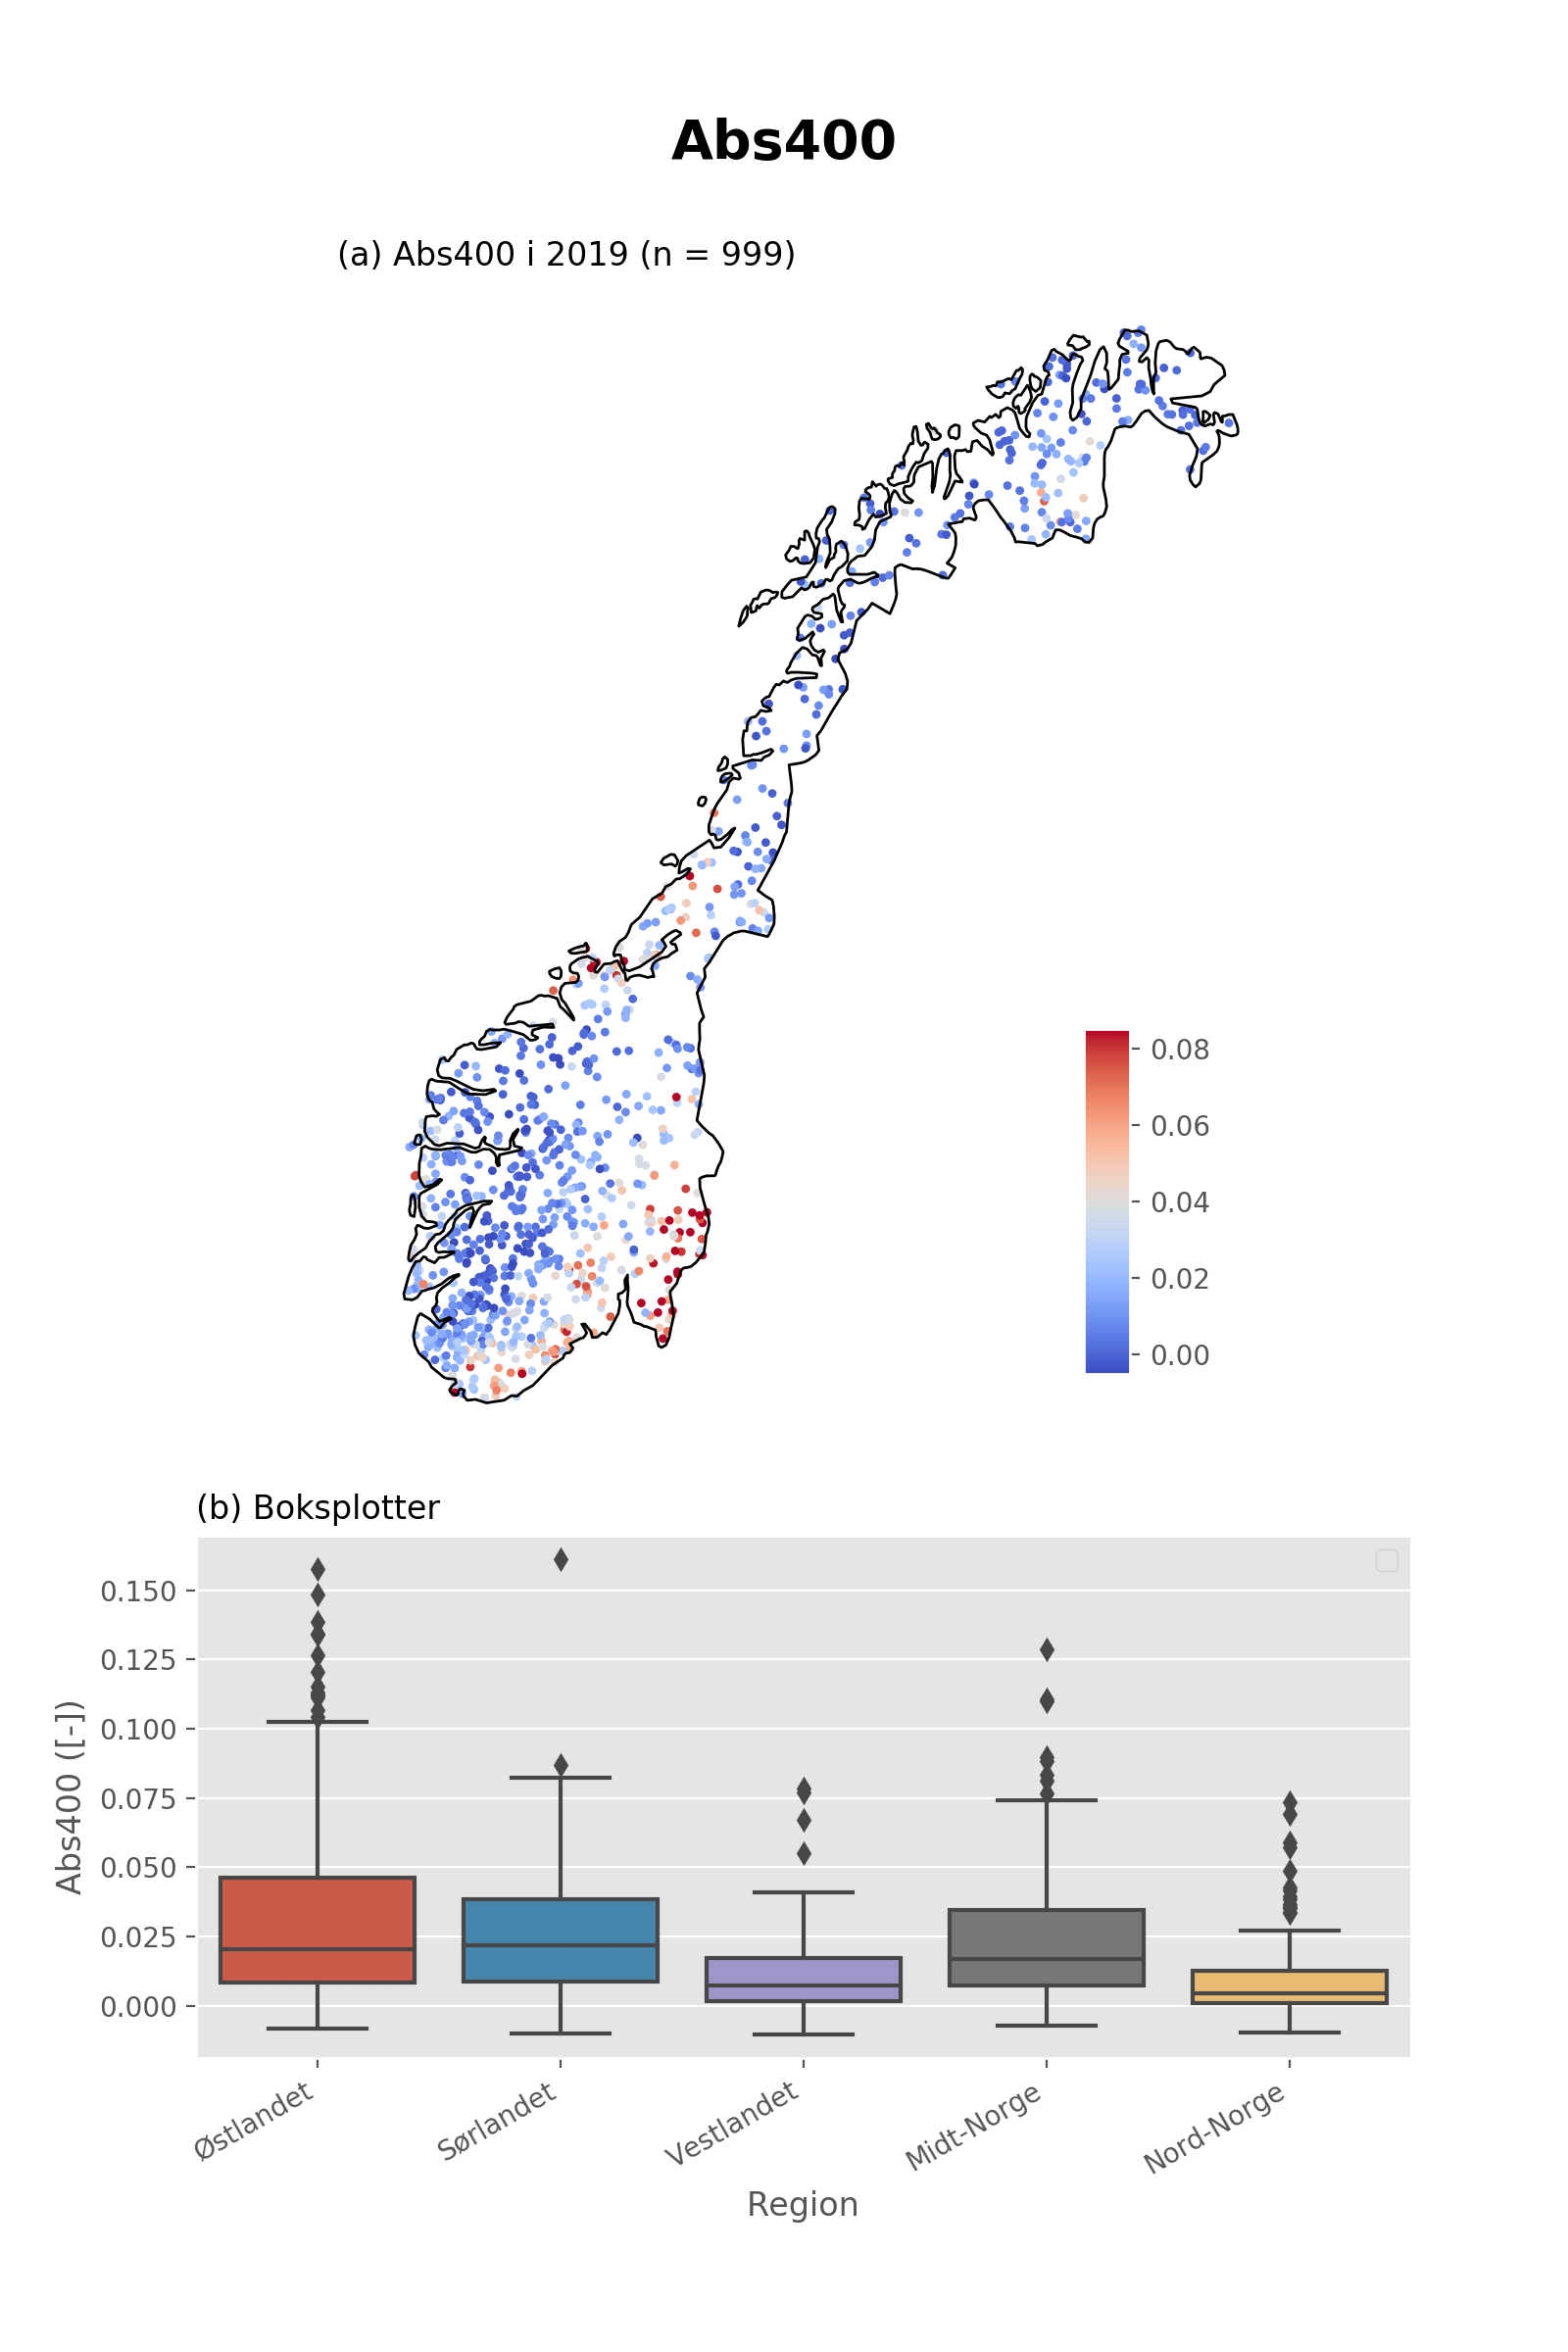 Abs400
(a) Abs400 i 2019 (n = 999)
0.08
0.06
0.04
0.02
0.00
(b) Boksplotter
0.150
0.125
0.100
0.075
0.050
0.025
0.000
Abs400 ([-])
Østlandet
Sørlandet
Vestlandet
Midt-Norge
Nord-Norge
Region